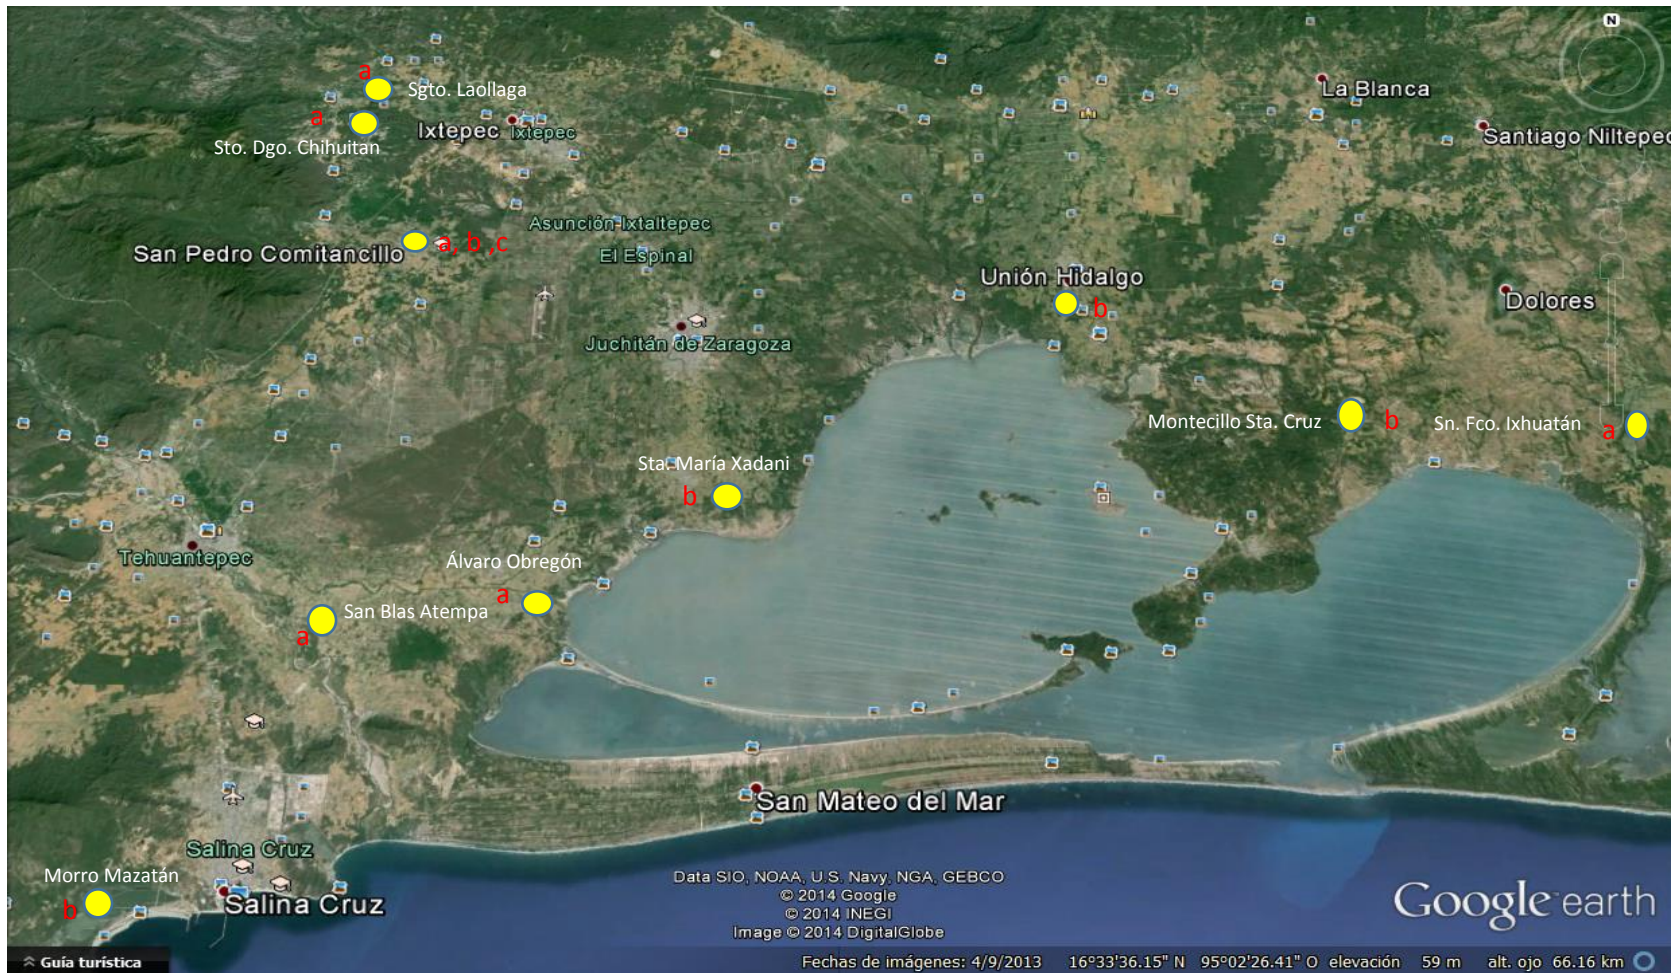 N
La Blanca
a
Sgto. Laollaga
a
Ixtepec
Ixtepec
Santiago Niltepec
Sto. Dgo. Chihuitan
Asunción Ixtaltepec
San Pedro Comitancillo
a, b ,c
El Espinal
Unión Hidalgo
b
Dolores
Juchitán de Zaragoza
Montecillo Sta. Cruz
b
Sn. Fco. Ixhuatán
a
Sta. María Xadani
b
Tehuantepec
Álvaro Obregón
a
San Blas Atempa
a
San Mateo del Mar
Salina Cruz
Morro Mazatán
b
Salina Cruz
Data SIO, NOAA, U.S. Navy, NGA, GEBCO
© 2014 Google
© 2014 INEGI
Image © 2014 DigitalGlobe
Google earth
Guía turística
Fechas de imágenes: 4/9/2013 16°33'36.15" N 95°02'26.41" O elevación 59 m alt. ojo 66.16 km